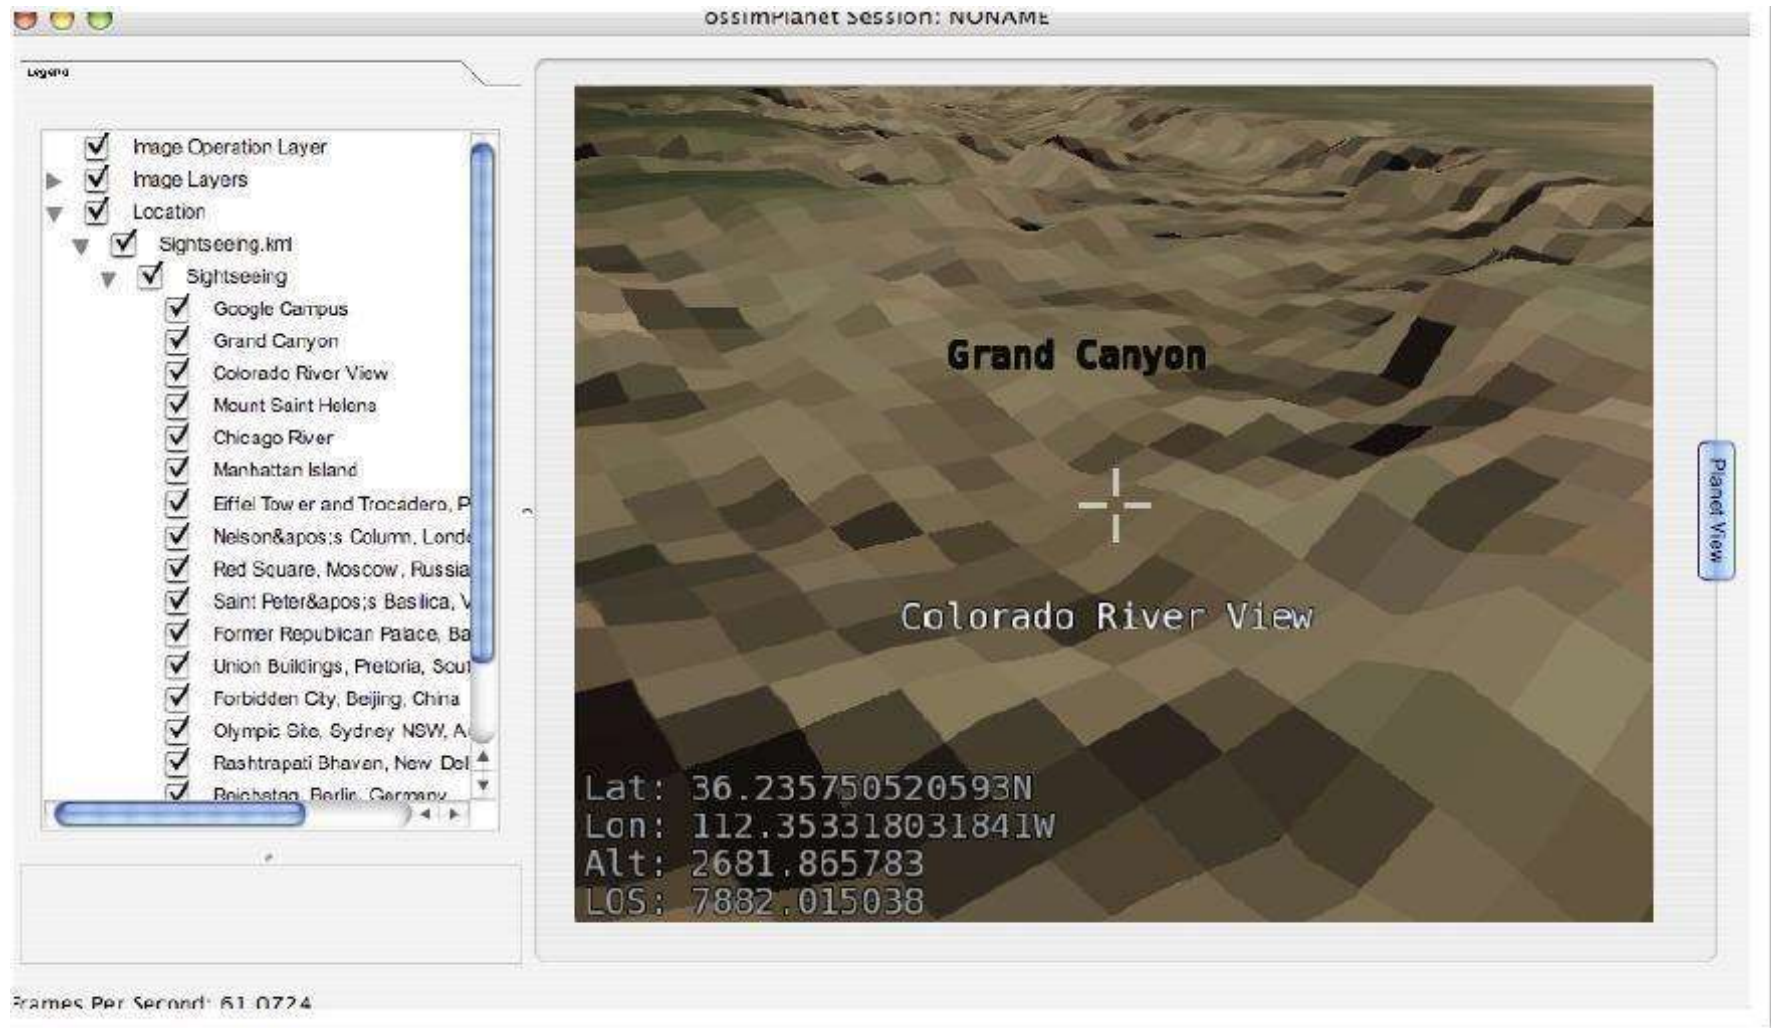 ossimPlanet Session: NONAME
Legend
Image Operation Layer
Image Layers
Location
Sightseeing.kml
Sightseeing
Google Campus
Grand Canyon
Colorado River View
Mount Saint Helens
Chicago River
Manhattan Island
Eiffel Tower and Trocadero, P
Nelson&apos;s Column, Londo
Red Square, Moscow, Russia
Saint Peter&apos;s Basilica, V
Former Republican Palace, Ba
Union Buildings, Pretoria, Sout
Forbidden City, Beijing, China
Olympic Site, Sydney NSW, A
Rashtrapati Bhavan, New Del
Reichstag, Berlin, Germany
Grand Canyon
Colorado River View
Lat: 36.235750520593N
Lon: 112.353318031841W
Alt: 2681.865783
LOS: 7882.015038
Planet View
Frames Per Second: 61.0724